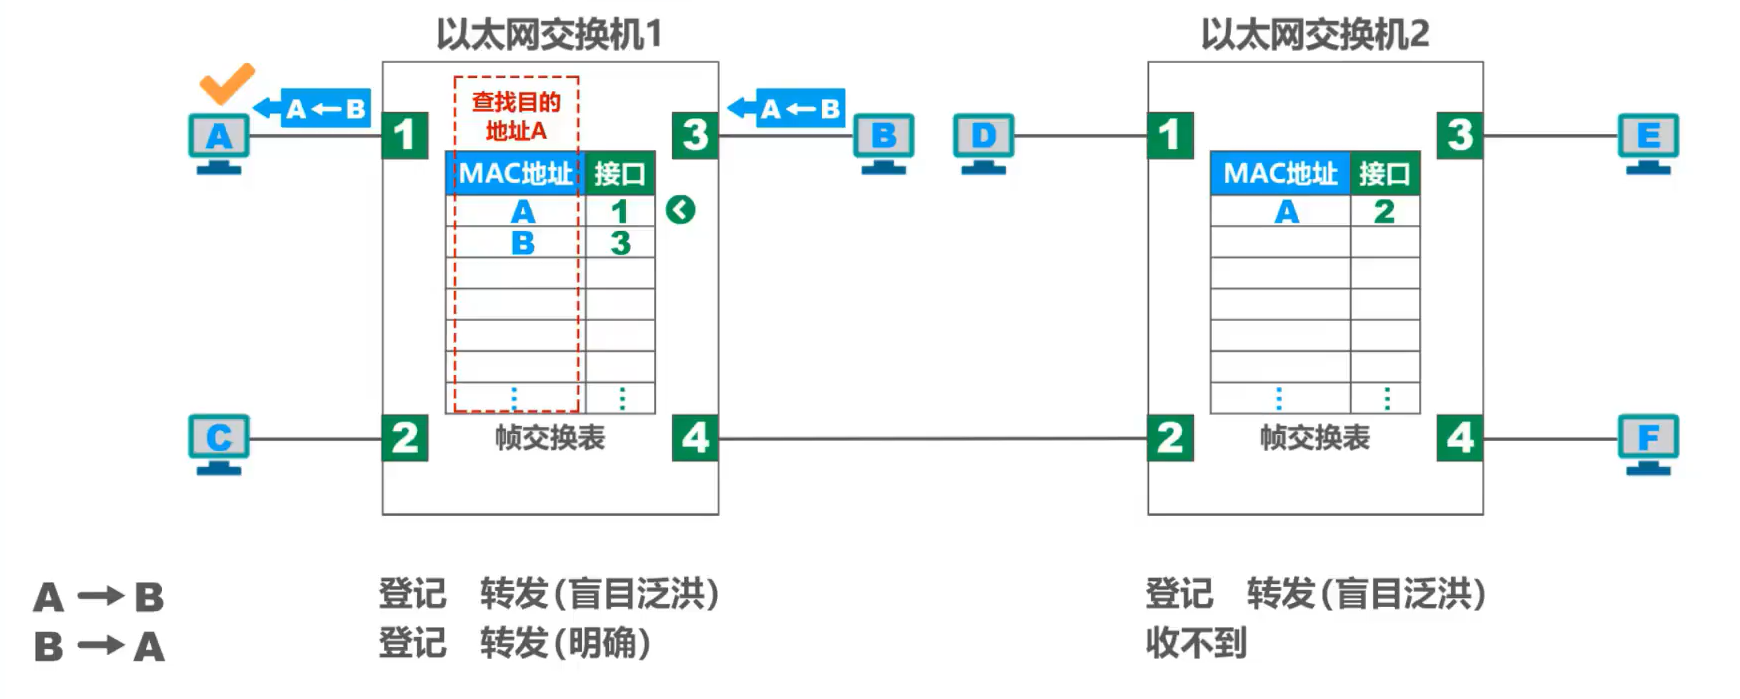 以太网交换机1
以太网交换机2
A←B
查找目的
地址A
A←B
A
1
3
B
D
1
3
E
MAC地址 接口
A 1
B 3
⋮ ⋮
MAC地址 接口
A 2
⋮ ⋮
C
2
帧交换表
4
2
帧交换表
4
F
A→B 登记 转发(盲目泛洪) 登记 转发(盲目泛洪)
B→A 登记 转发(明确) 收不到